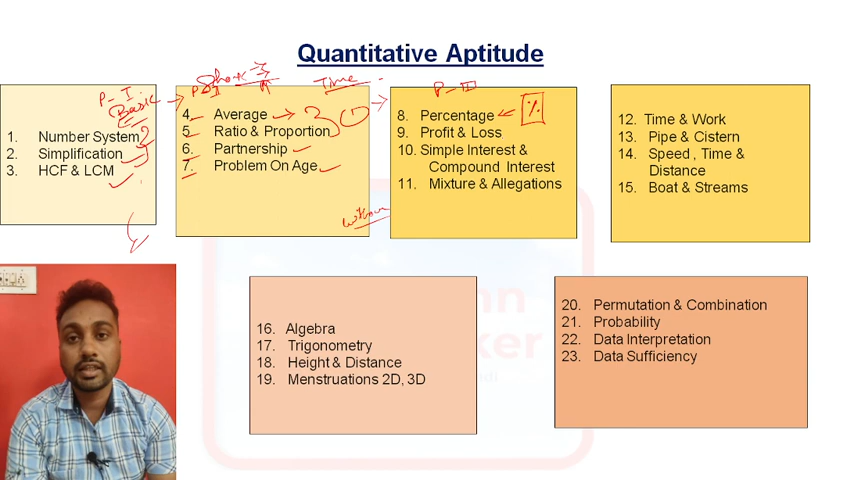 Quantitative Aptitude
P-I
Basic
1. Number System
2. Simplification
3. HCF & LCM
Short
Time
4. Average
5. Ratio & Proportion
6. Partnership
7. Problem On Age
without
P-III
8. Percentage %
9. Profit & Loss
10. Simple Interest &
Compound Interest
11. Mixture & Allegations
12. Time & Work
13. Pipe & Cistern
14. Speed , Time &
Distance
15. Boat & Streams
16. Algebra
17. Trigonometry
18. Height & Distance
19. Menstruations 2D, 3D
20. Permutation & Combination
21. Probability
22. Data Interpretation
23. Data Sufficiency